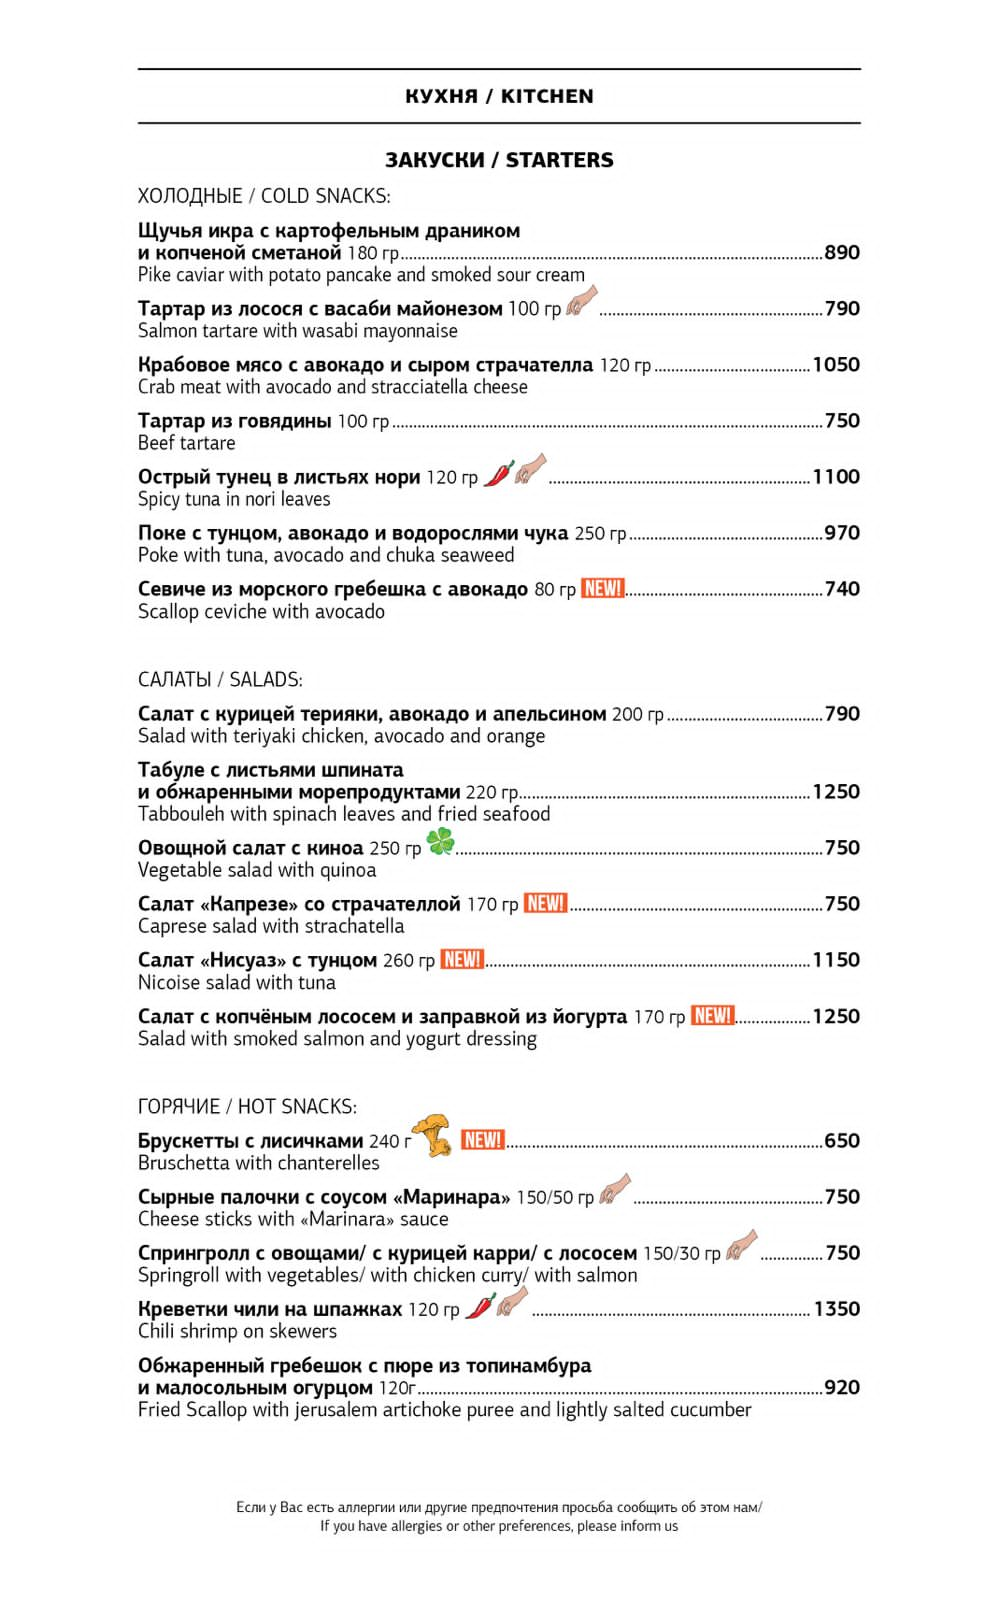 КУХНЯ / KITCHEN
ЗАКУСКИ / STARTERS
ХОЛОДНЫЕ / COLD SNACKS:
Щучья икра с картофельным драником
и копченой сметаной 180 гр...890
Pike caviar with potato pancake and smoked sour cream
Тартар из лосося с васаби майонезом 100 гр ...790
Salmon tartare with wasabi mayonnaise
Крабовое мясо с авокадо и сыром страчателла 120 гр...1050
Crab meat with avocado and stracciatella cheese
Тартар из говядины 100 гр...750
Beef tartare
Острый тунец в листьях нори 120 гр ...1100
Spicy tuna in nori leaves
Поке с тунцом, авокадо и водорослями чука 250 гр...970
Poke with tuna, avocado and chuka seaweed
Севиче из морского гребешка с авокадо 80 гр NEW!...740
Scallop ceviche with avocado
САЛАТЫ / SALADS:
Салат с курицей терияки, авокадо и апельсином 200 гр...790
Salad with teriyaki chicken, avocado and orange
Табуле с листьями шпината
и обжаренными морепродуктами 220 гр...1250
Tabbouleh with spinach leaves and fried seafood
Овощной салат с киноа 250 гр ...750
Vegetable salad with quinoa
Салат «Капрезе» со страчателлой 170 гр NEW!...750
Caprese salad with strachatella
Салат «Нисуаз» с тунцом 260 гр NEW!...1150
Nicoise salad with tuna
Салат с копчёным лососем и заправкой из йогурта 170 гр NEW!...1250
Salad with smoked salmon and yogurt dressing
ГОРЯЧИЕ / HOT SNACKS:
Брускетты с лисичками 240 г NEW!...650
Bruschetta with chanterelles
Сырные палочки с соусом «Маринара» 150/50 гр ...750
Cheese sticks with «Marinara» sauce
Спрингролл с овощами/ с курицей карри/ с лососем 150/30 гр ...750
Springroll with vegetables/ with chicken curry/ with salmon
Креветки чили на шпажках 120 гр ...1350
Chili shrimp on skewers
Обжаренный гребешок с пюре из топинамбура
и малосольным огурцом 120г...920
Fried Scallop with jerusalem artichoke puree and lightly salted cucumber
Если у Вас есть аллергии или другие предпочтения просьба сообщить об этом нам/
If you have allergies or other preferences, please inform us